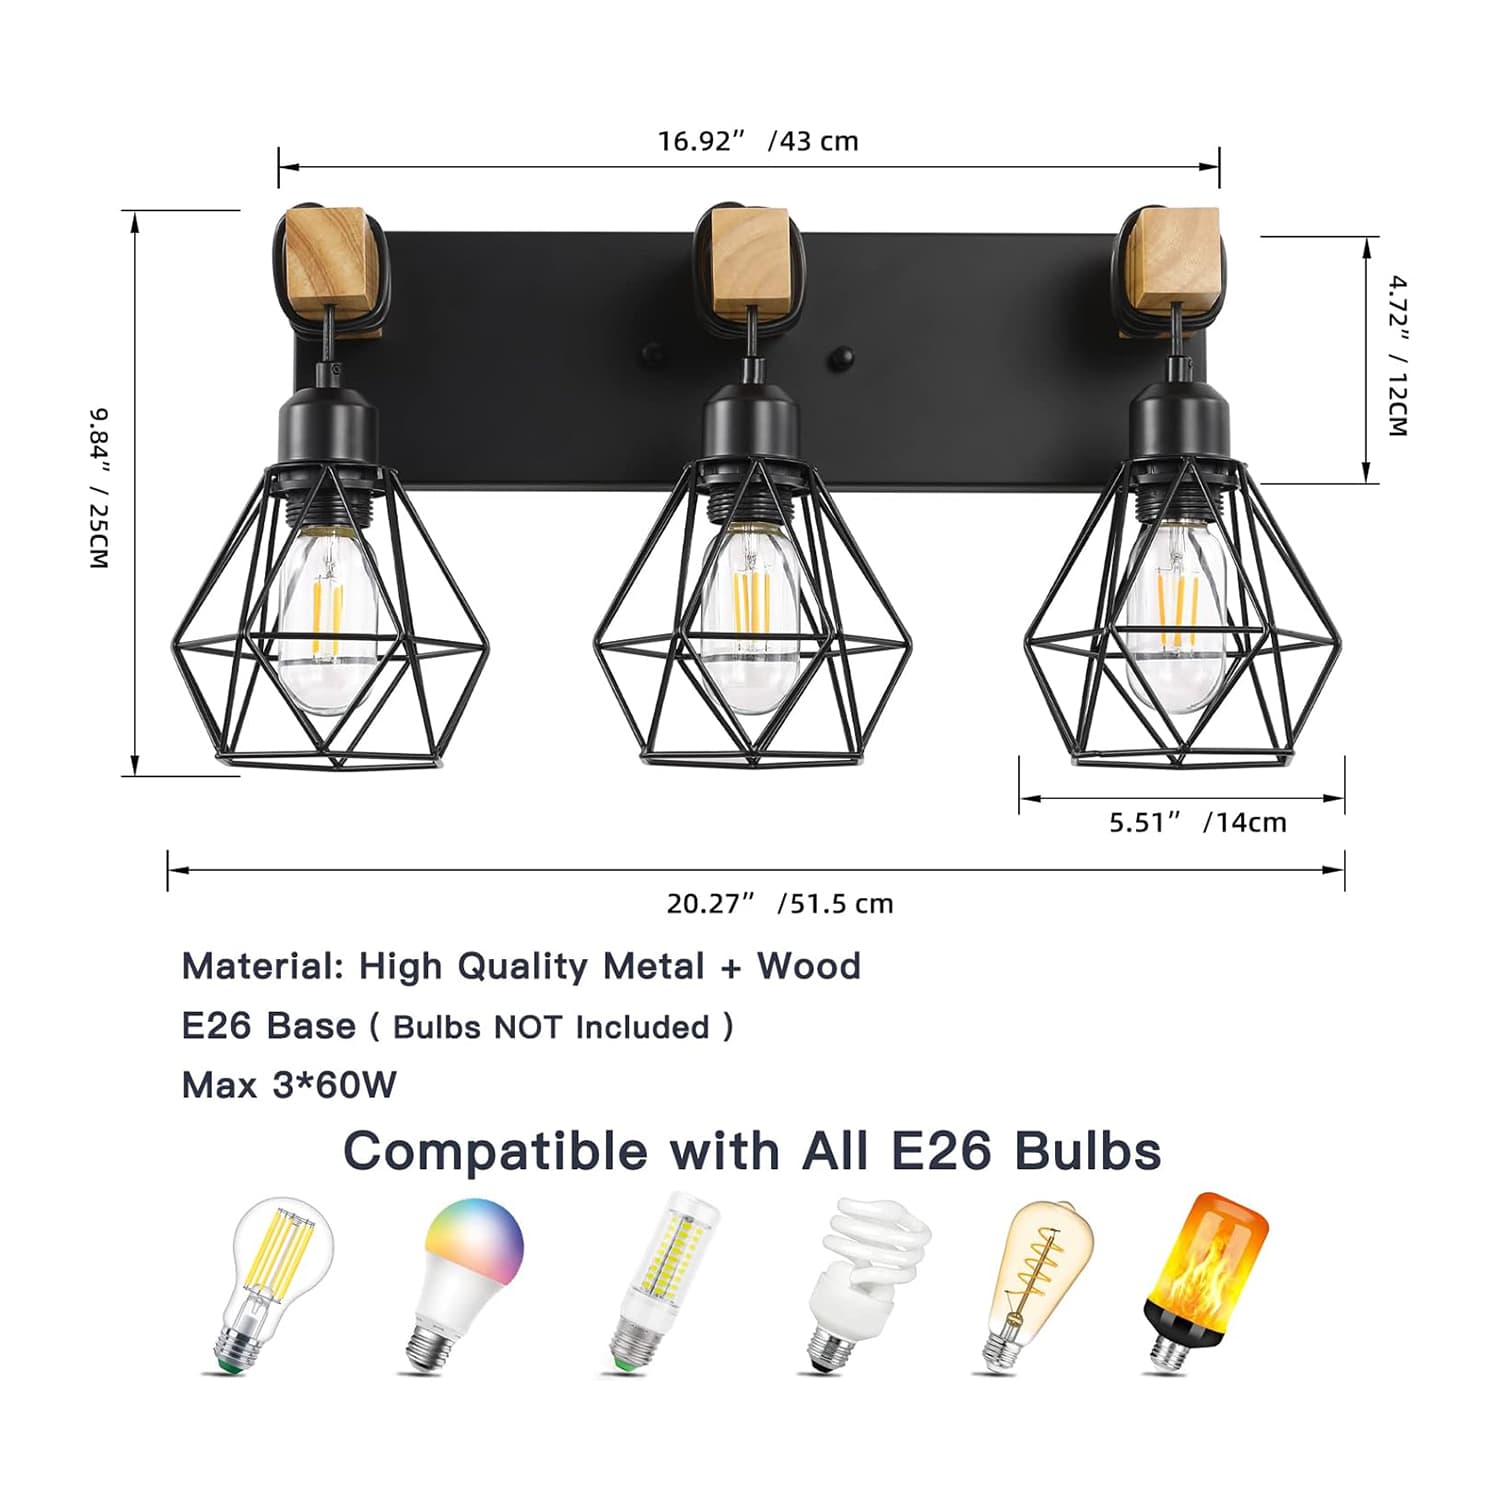 16.92” /43 cm
9.84” / 25CM
4.72” / 12CM
5.51” /14cm
20.27” /51.5 cm
Material: High Quality Metal + Wood
E26 Base ( Bulbs NOT Included )
Max 3*60W
Compatible with All E26 Bulbs